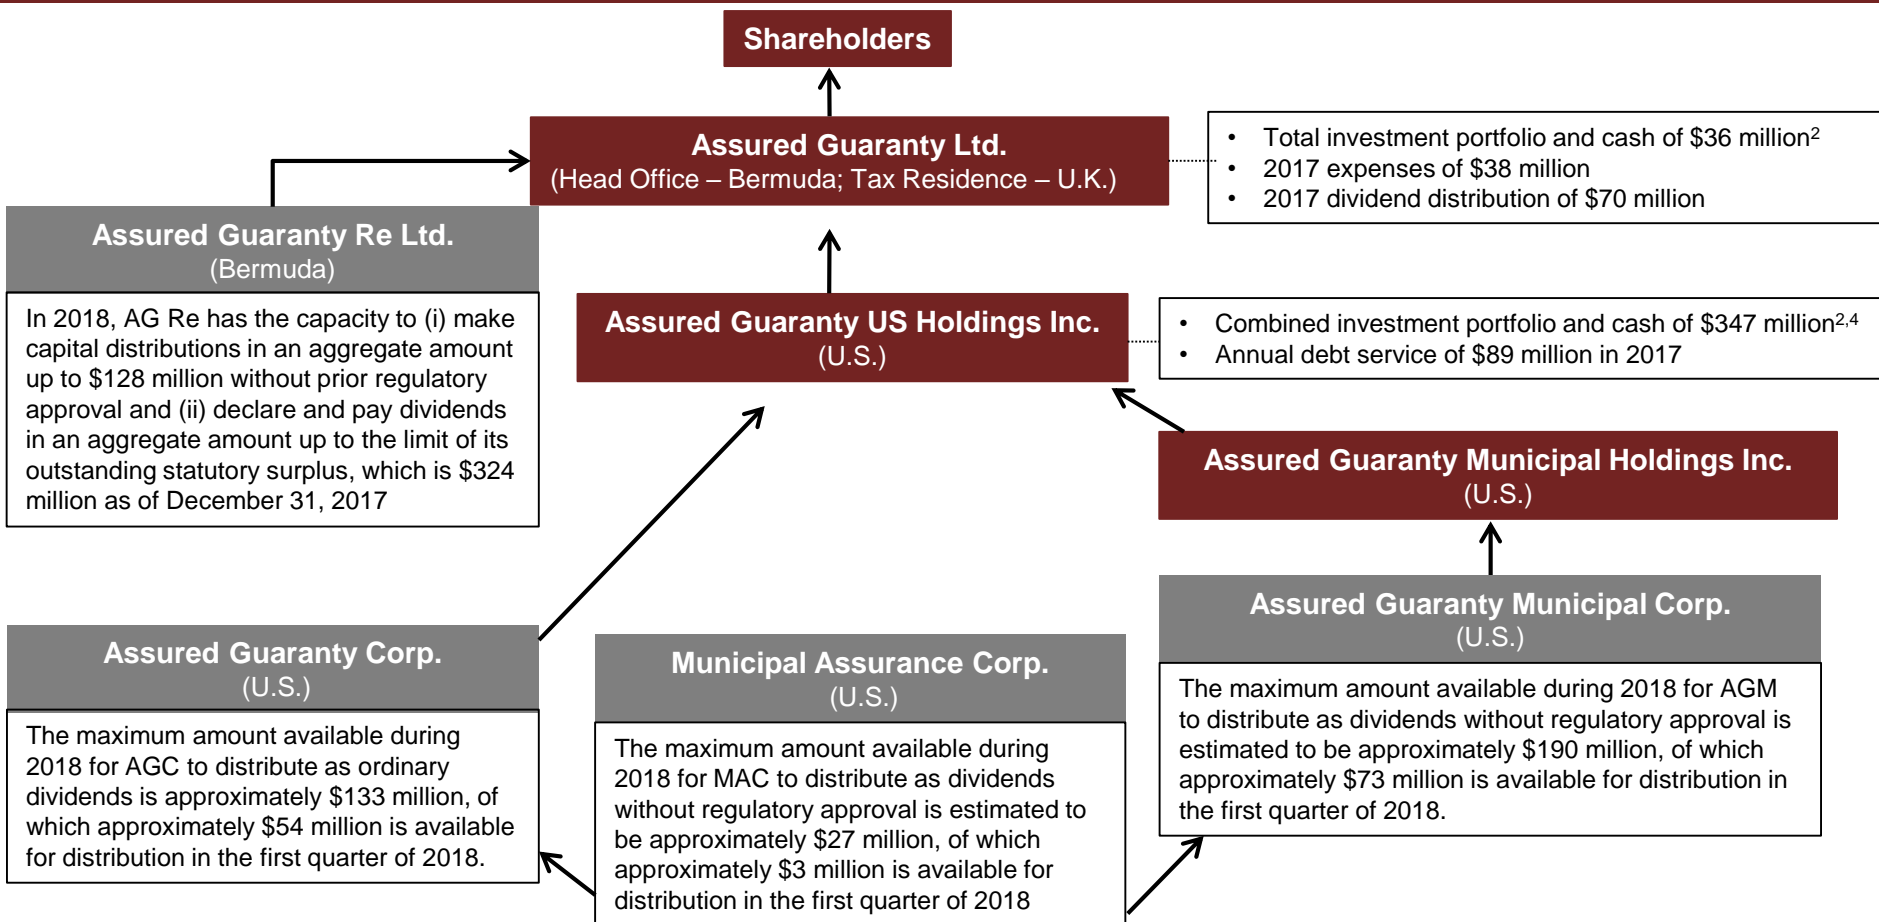 Shareholders
Assured Guaranty Ltd.
(Head Office – Bermuda; Tax Residence – U.K.)
• Total investment portfolio and cash of $36 million2
• 2017 expenses of $38 million
• 2017 dividend distribution of $70 million
Assured Guaranty Re Ltd.
(Bermuda)
In 2018, AG Re has the capacity to (i) make
capital distributions in an aggregate amount
up to $128 million without prior regulatory
approval and (ii) declare and pay dividends
in an aggregate amount up to the limit of its
outstanding statutory surplus, which is $324
million as of December 31, 2017
Assured Guaranty US Holdings Inc.
(U.S.)
• Combined investment portfolio and cash of $347 million2,4
• Annual debt service of $89 million in 2017
Assured Guaranty Municipal Holdings Inc.
(U.S.)
Assured Guaranty Corp.
(U.S.)
The maximum amount available during
2018 for AGC to distribute as ordinary
dividends is approximately $133 million, of
which approximately $54 million is available
for distribution in the first quarter of 2018.
Municipal Assurance Corp.
(U.S.)
The maximum amount available during
2018 for MAC to distribute as dividends
without regulatory approval is estimated to
be approximately $27 million, of which
approximately $3 million is available for
distribution in the first quarter of 2018
Assured Guaranty Municipal Corp.
(U.S.)
The maximum amount available during 2018 for AGM
to distribute as dividends without regulatory approval is
estimated to be approximately $190 million, of which
approximately $73 million is available for distribution in
the first quarter of 2018.